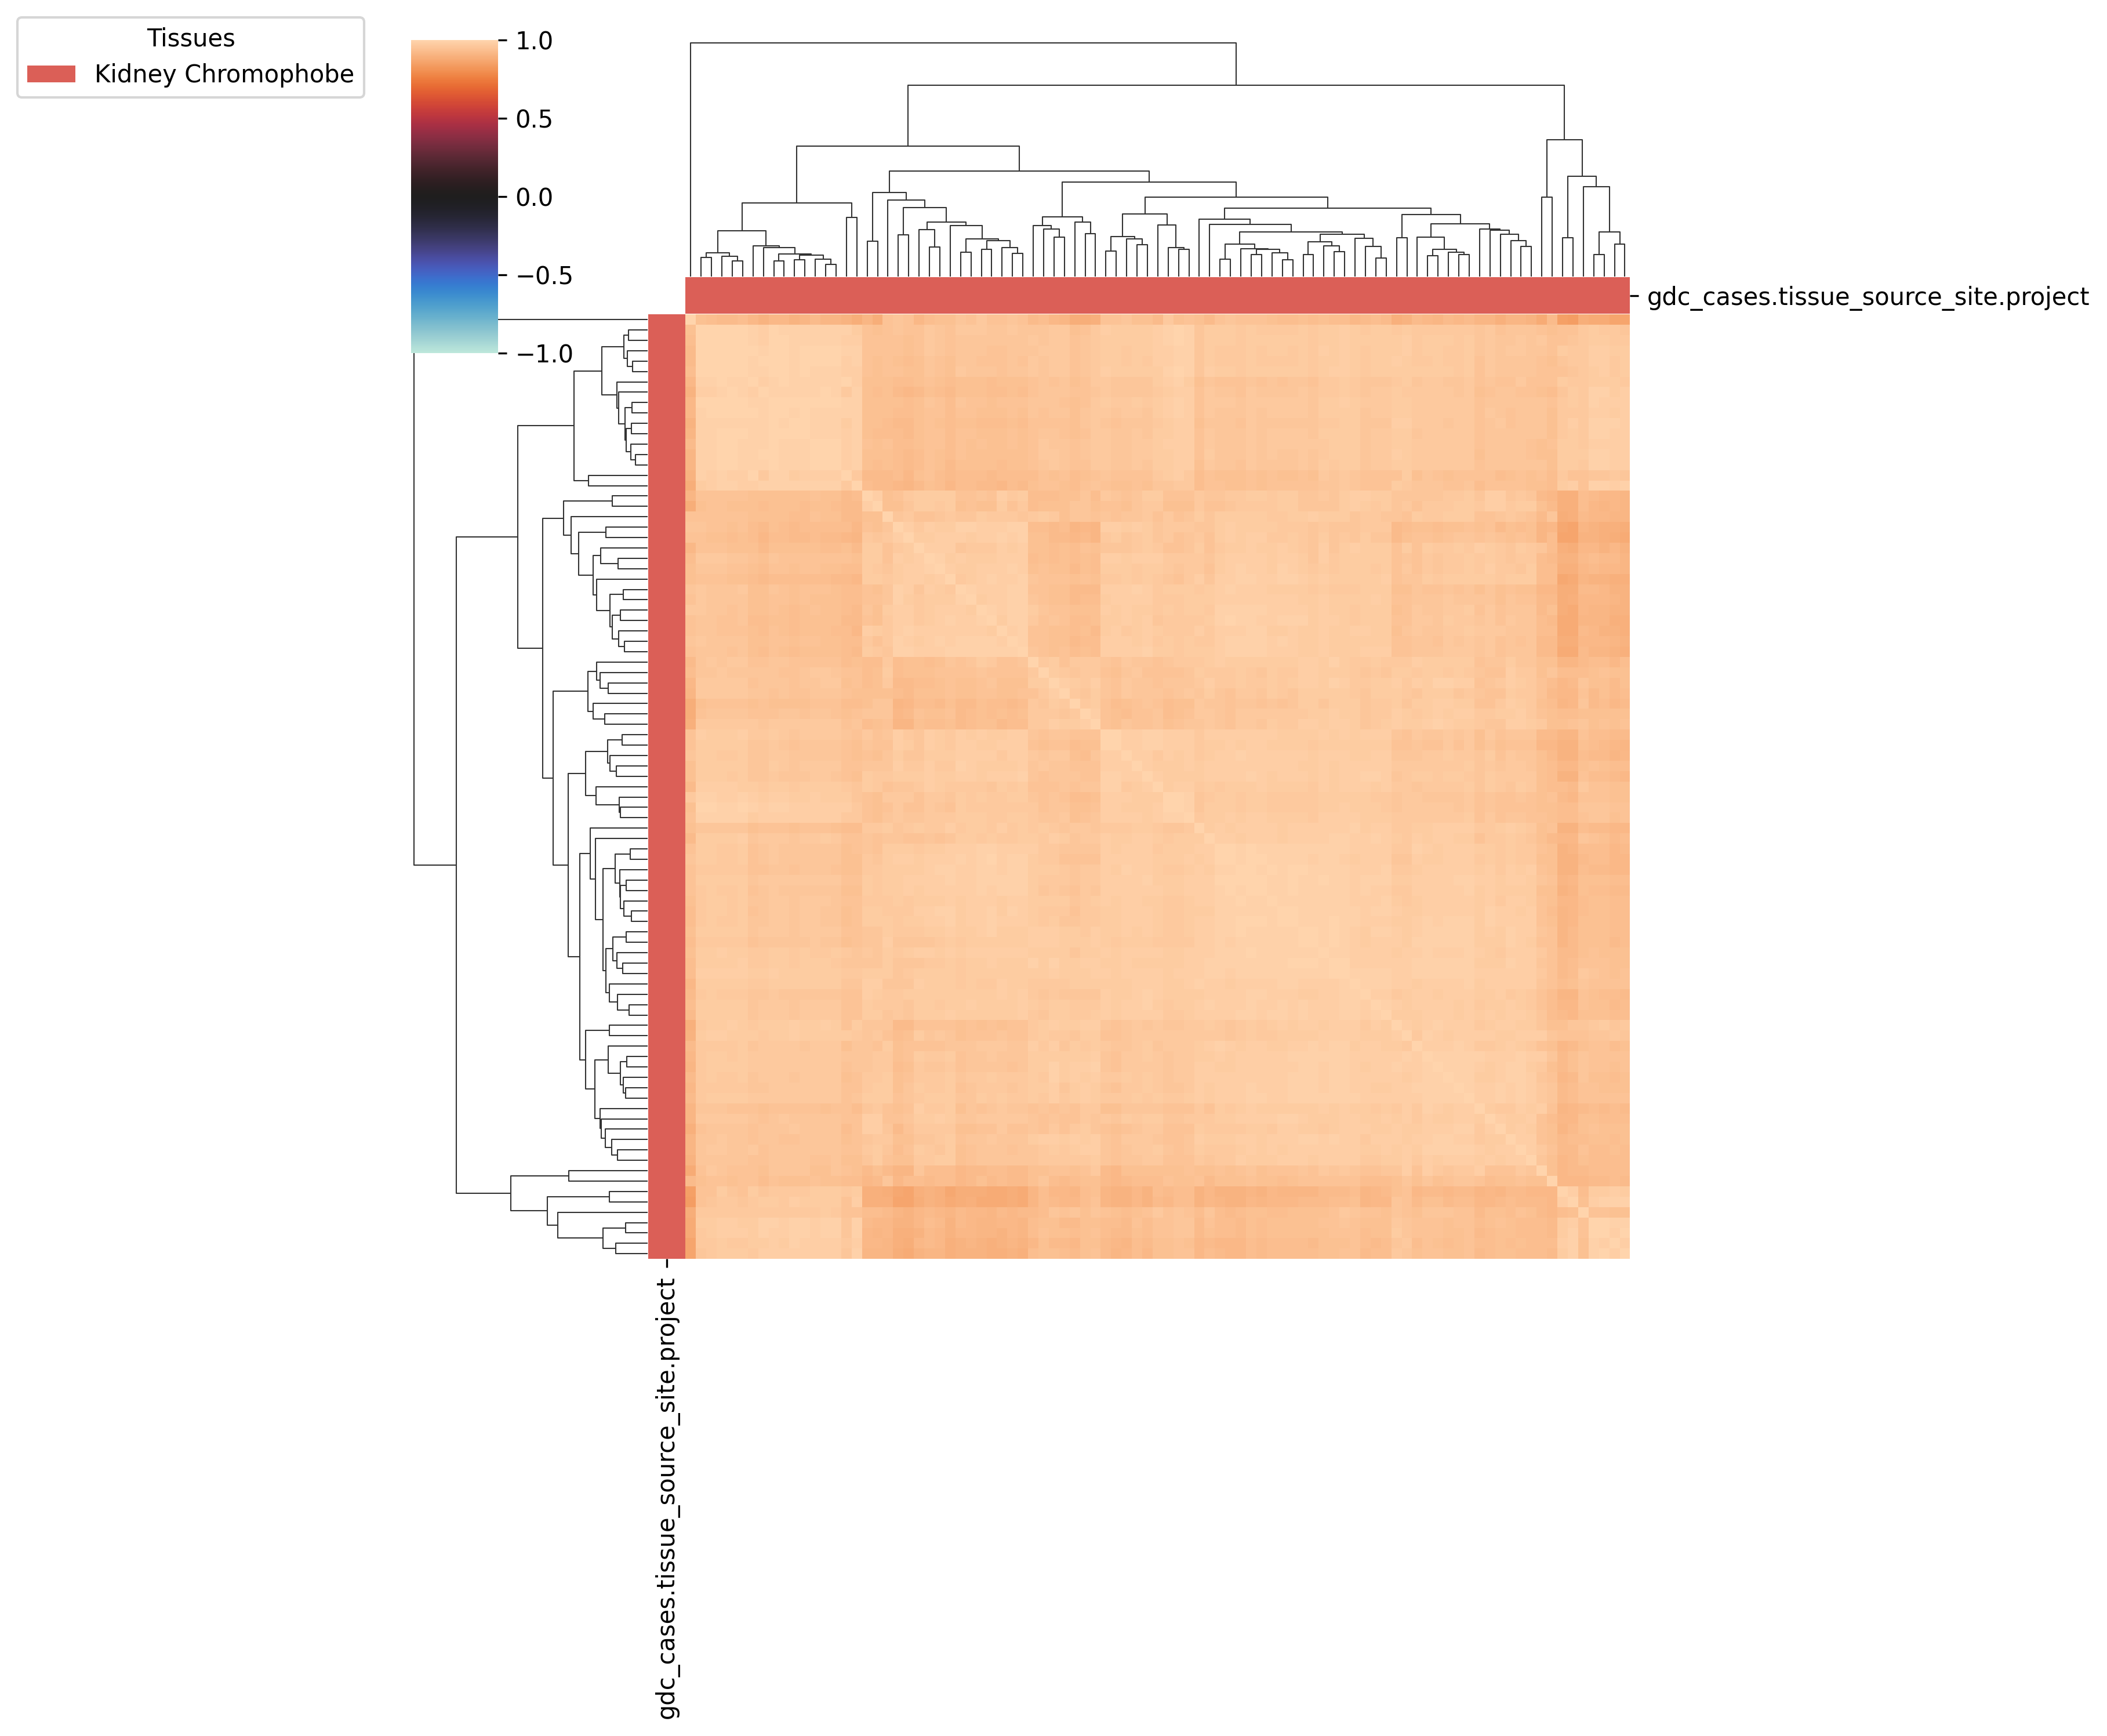 Tissues
Kidney Chromophobe
1.0
0.5
0.0
−0.5
−1.0
gdc_cases.tissue_source_site.project
gdc_cases.tissue_source_site.project